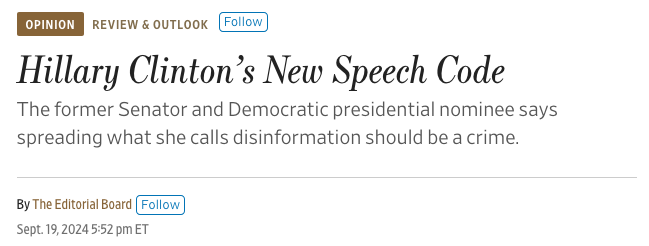 OPINION REVIEW & OUTLOOK Follow
Hillary Clinton’s New Speech Code
The former Senator and Democratic presidential nominee says
spreading what she calls disinformation should be a crime.
By The Editorial Board Follow
Sept. 19, 2024 5:52 pm ET